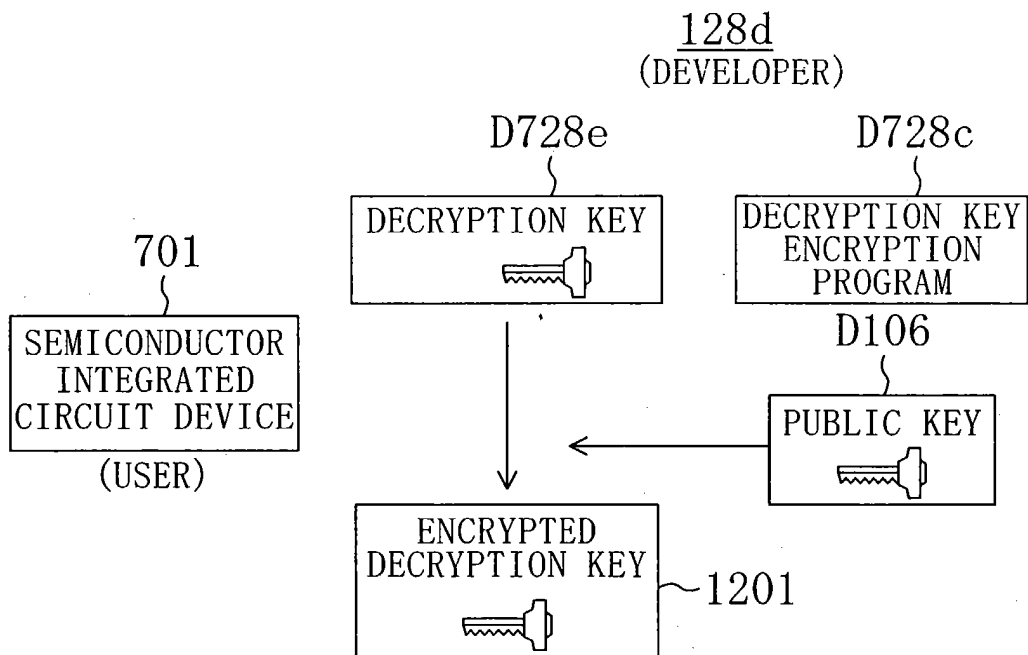 128d
(DEVELOPER)
D728e
D728c
DECRYPTION KEY
DECRYPTION KEY
ENCRYPTION
PROGRAM
701
SEMICONDUCTOR
INTEGRATED
CIRCUIT DEVICE
(USER)
D106
PUBLIC KEY
ENCRYPTED
DECRYPTION KEY
1201